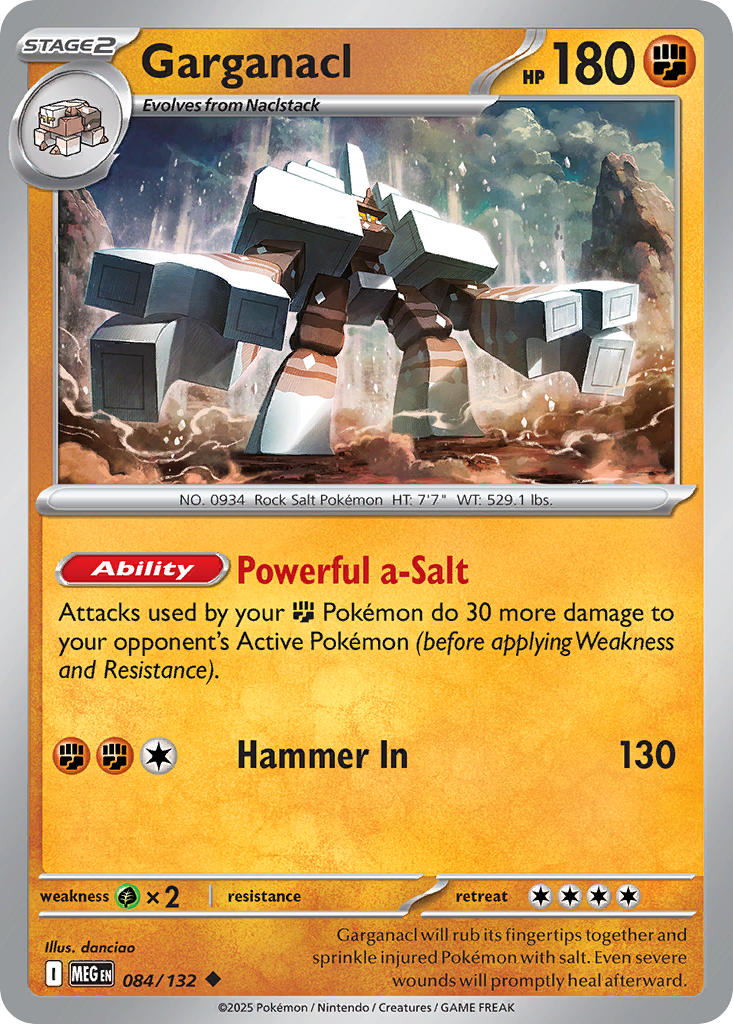 STAGE2
Garganacl
HP 180
Evolves from Naclstack
NO. 0934 Rock Salt Pokémon HT: 7'7" WT: 529.1 lbs.
Ability Powerful a-Salt
Attacks used by your Pokémon do 30 more damage to
your opponent's Active Pokémon (before applying Weakness
and Resistance).
Hammer In 130
weakness ×2 resistance retreat
Illus. danciao
Garganacl will rub its fingertips together and
sprinkle injured Pokémon with salt. Even severe
wounds will promptly heal afterward.
I MEG EN 084/132
©2025 Pokémon / Nintendo / Creatures / GAME FREAK